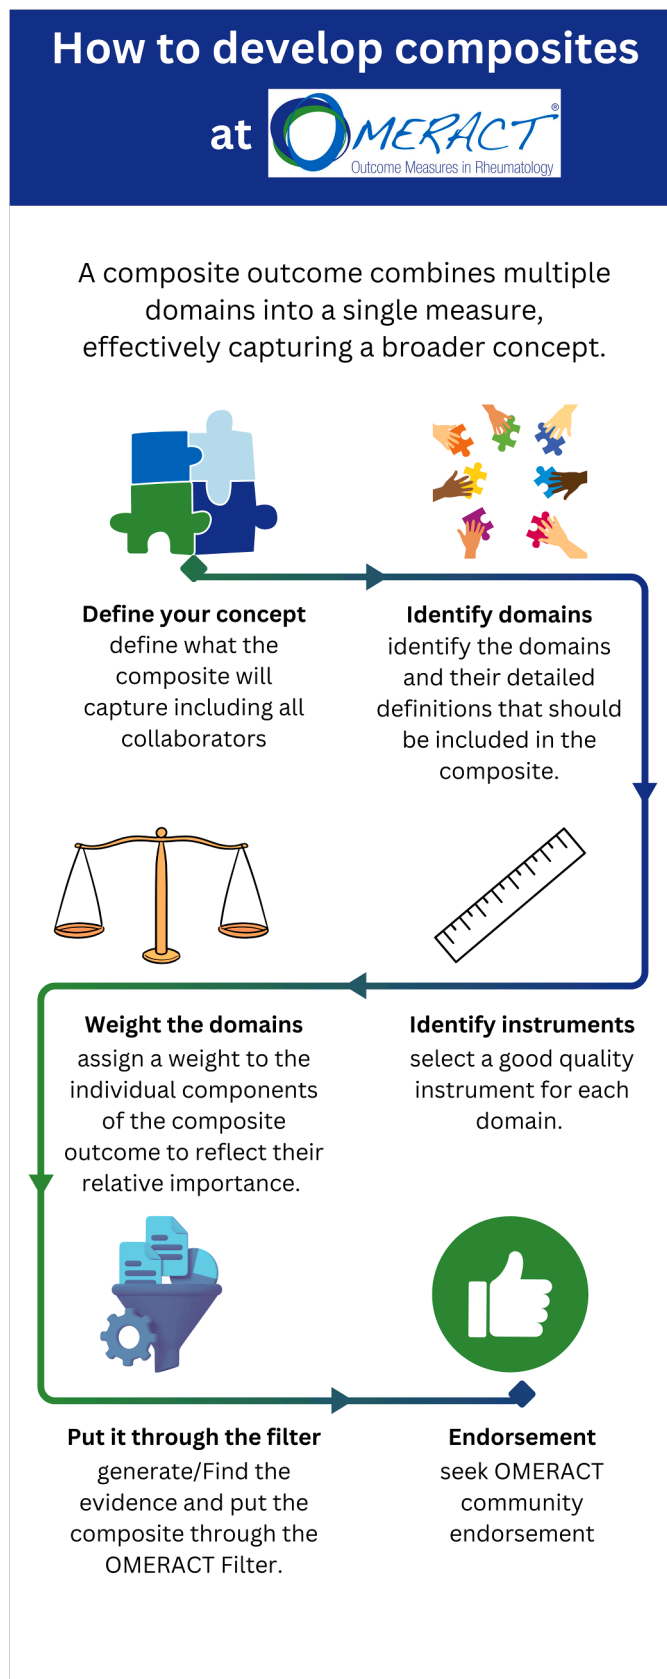 How to develop composites
at OMERACT®
Outcome Measures in Rheumatology
A composite outcome combines multiple
domains into a single measure,
effectively capturing a broader concept.
Define your concept
define what the
composite will
capture including all
collaborators
Identify domains
identify the domains
and their detailed
definitions that should
be included in the
composite.
Identify instruments
select a good quality
instrument for each
domain.
Weight the domains
assign a weight to the
individual components
of the composite
outcome to reflect their
relative importance.
Put it through the filter
generate/Find the
evidence and put the
composite through the
OMERACT Filter.
Endorsement
seek OMERACT
community
endorsement